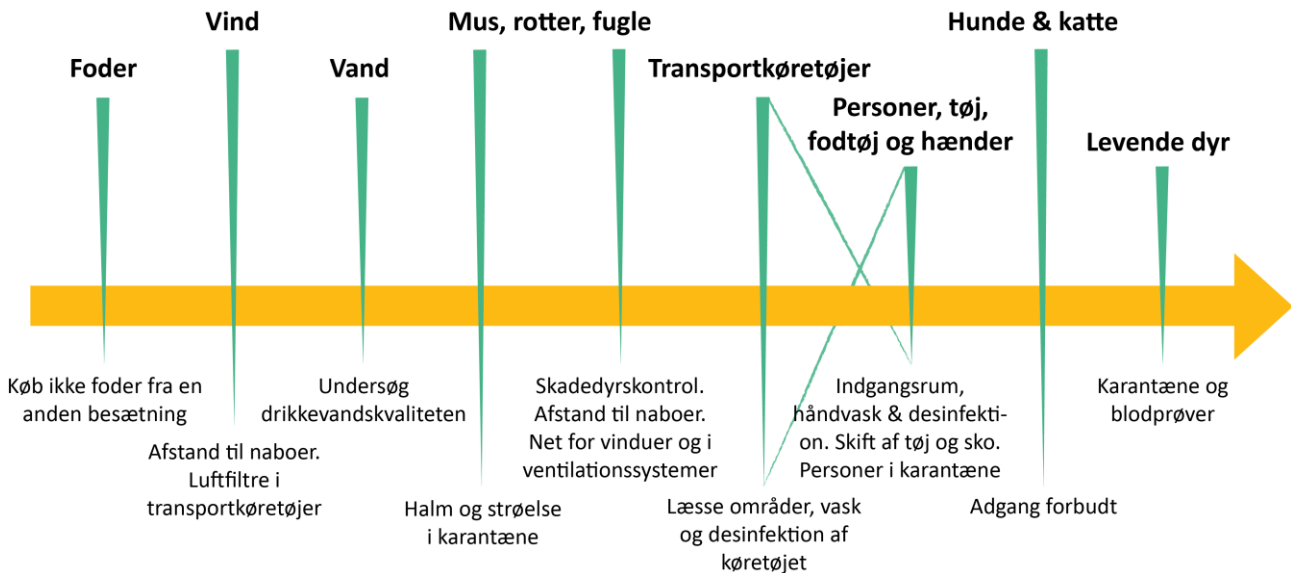 Foder
Vind
Vand
Mus, rotter, fugle
Transportkøretøjer
Personer, tøj,
fodtøj og hænder
Hunde & katte
Levende dyr
Køb ikke foder fra en
anden besætning
Afstand til naboer.
Luftfiltre i
transportkøretøjer
Undersøg
drikkevandskvaliteten
Halm og strøelse
i karantæne
Skadedyrskontrol.
Afstand til naboer.
Net for vinduer og i
ventilationssystemer
Læsse områder, vask
og desinfektion af
køretøjet
Indgangsrum,
håndvask & desinfekti-
on. Skift af tøj og sko.
Personer i karantæne
Adgang forbudt
Karantæne og
blodprøver